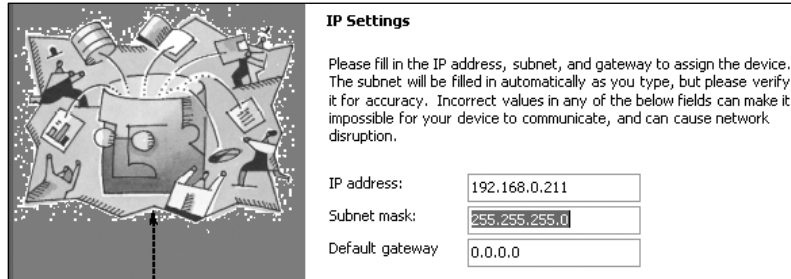 IP Settings
Please fill in the IP address, subnet, and gateway to assign the device.
The subnet will be filled in automatically as you type, but please verify
it for accuracy. Incorrect values in any of the below fields can make it
impossible for your device to communicate, and can cause network
disruption.
IP address: 192.168.0.211
Subnet mask: 255.255.255.0
Default gateway 0.0.0.0